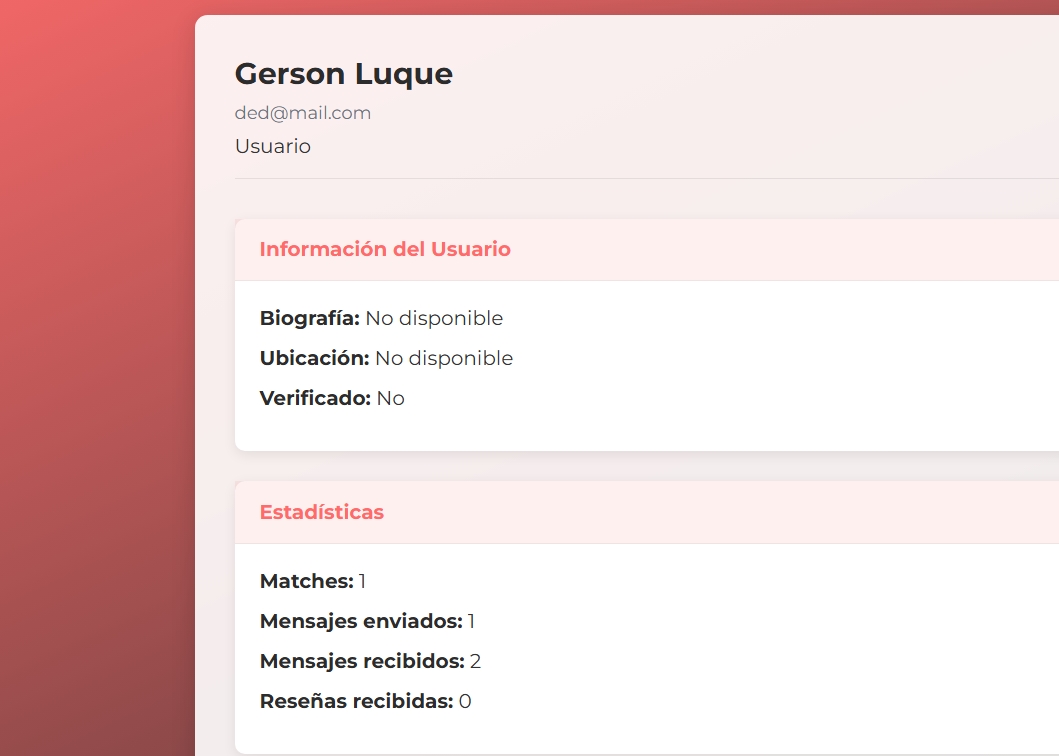 Gerson Luque
ded@mail.com
Usuario
Información del Usuario
Biografía: No disponible
Ubicación: No disponible
Verificado: No
Estadísticas
Matches: 1
Mensajes enviados: 1
Mensajes recibidos: 2
Reseñas recibidas: 0